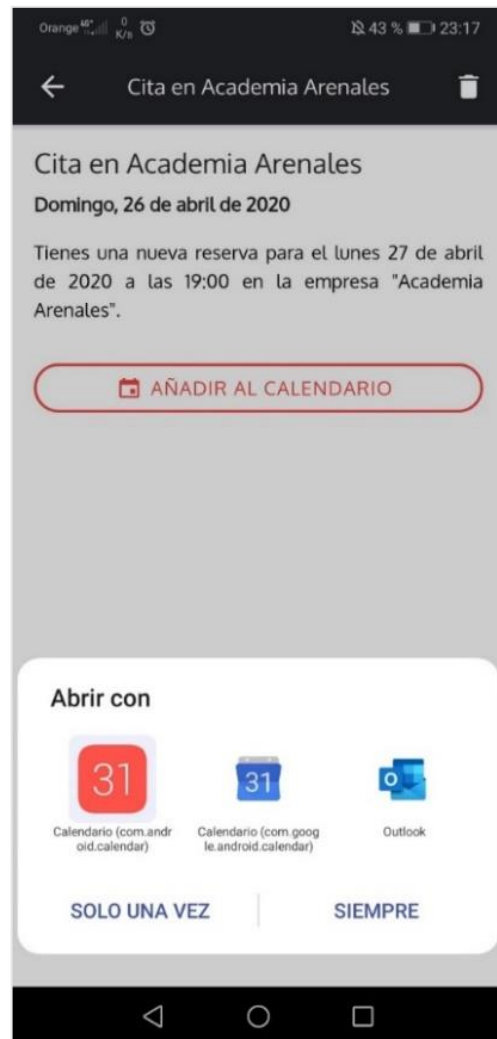 Orange 4G+ 0 K/s 43 % 23:17
Cita en Academia Arenales
Cita en Academia Arenales
Domingo, 26 de abril de 2020
Tienes una nueva reserva para el lunes 27 de abril
de 2020 a las 19:00 en la empresa "Academia
Arenales".
AÑADIR AL CALENDARIO
Abrir con
31 31 O
Calendario (com.andr
oid.calendar)
Calendario (com.goog
le.android.calendar)
Outlook
SOLO UNA VEZ SIEMPRE